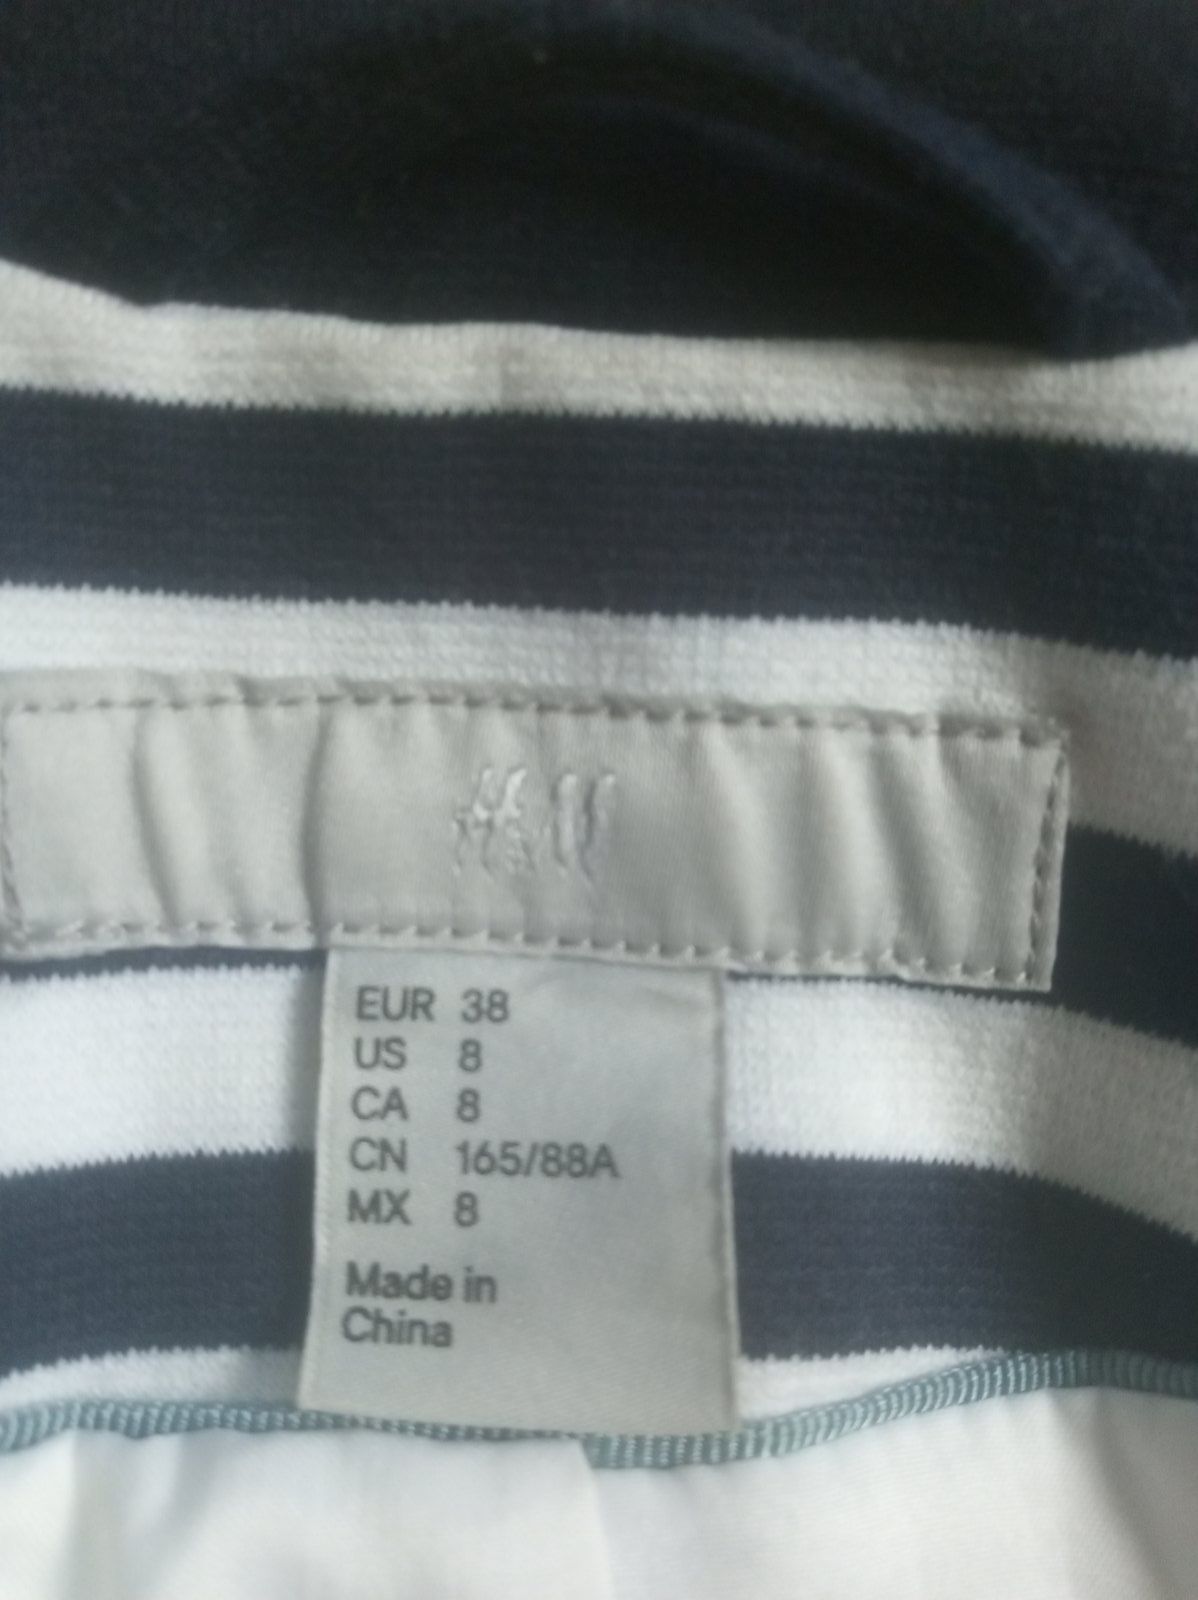 H&M
EUR 38
US 8
CA 8
CN 165/88A
MX 8
Made in
China